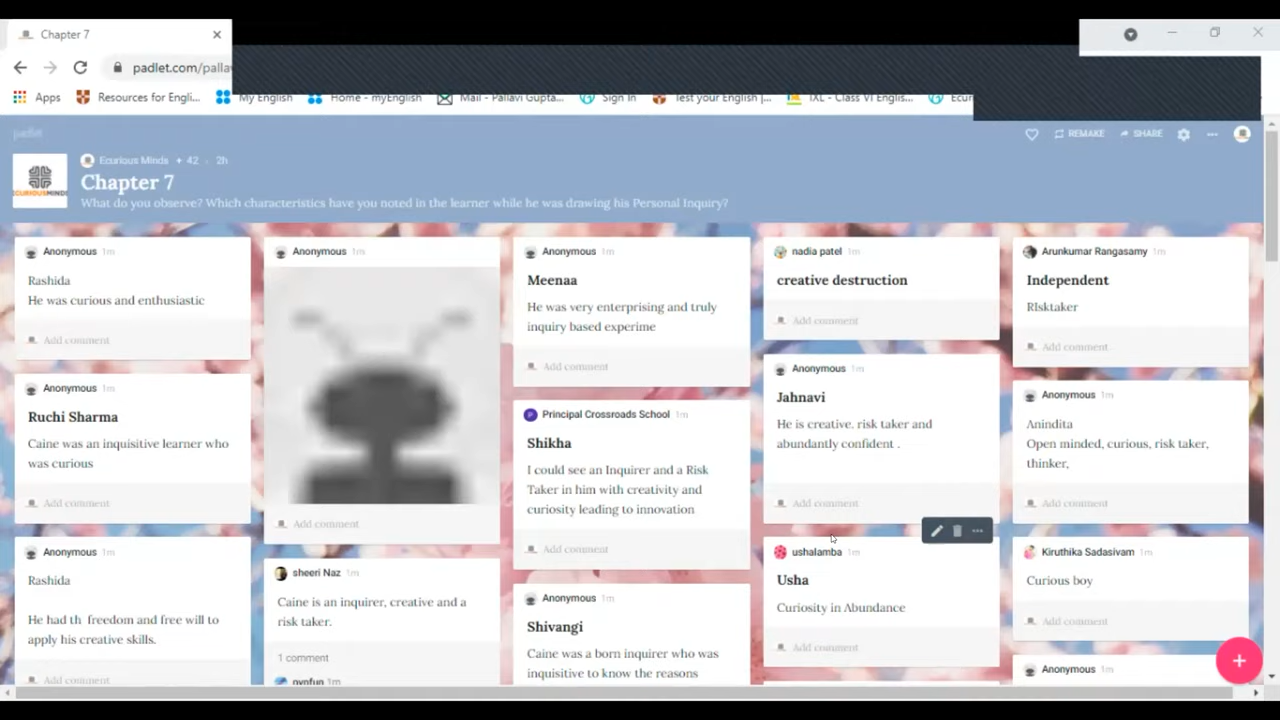 Chapter 7
padlet.com/palla
Apps
Resources for Engli...
My English
Home - myEnglish
Mail - Pallavi Gupta...
Sign In
Test your English |...
IXL - Class VI Englis...
Ecuri
padlet
REMAKE
SHARE
Ecurious Minds + 42 . 2h
Chapter 7
What do you observe? Which characteristics have you noted in the learner while he was drawing his Personal Inquiry?
Anonymous 1m
Rashida
He was curious and enthusiastic
Add comment
Anonymous 1m
Ruchi Sharma
Caine was an inquisitive learner who
was curious
Add comment
Anonymous 1m
Rashida
He had th freedom and free will to
apply his creative skills.
Add comment
Anonymous 1m
Add comment
sheeri Naz 1m
Caine is an inquirer, creative and a
risk taker.
1 comment
1m
Anonymous 1m
Meenaa
He was very enterprising and truly
inquiry based experime
Add comment
Principal Crossroads School 1m
Shikha
I could see an Inquirer and a Risk
Taker in him with creativity and
curiosity leading to innovation
Add comment
Anonymous 1m
Shivangi
Caine was a born inquirer who was
inquisitive to know the reasons
nadia patel 1m
creative destruction
Add comment
Anonymous 1m
Jahnavi
He is creative. risk taker and
abundantly confident .
Add comment
ushalamba 1m
Usha
Curiosity in Abundance
Add comment
Arunkumar Rangasamy 1m
Independent
RIsktaker
Add comment
Anonymous 1m
Anindita
Open minded, curious, risk taker,
thinker,
Add comment
Kiruthika Sadasivam 1m
Curious boy
Add comment
Anonymous 1m